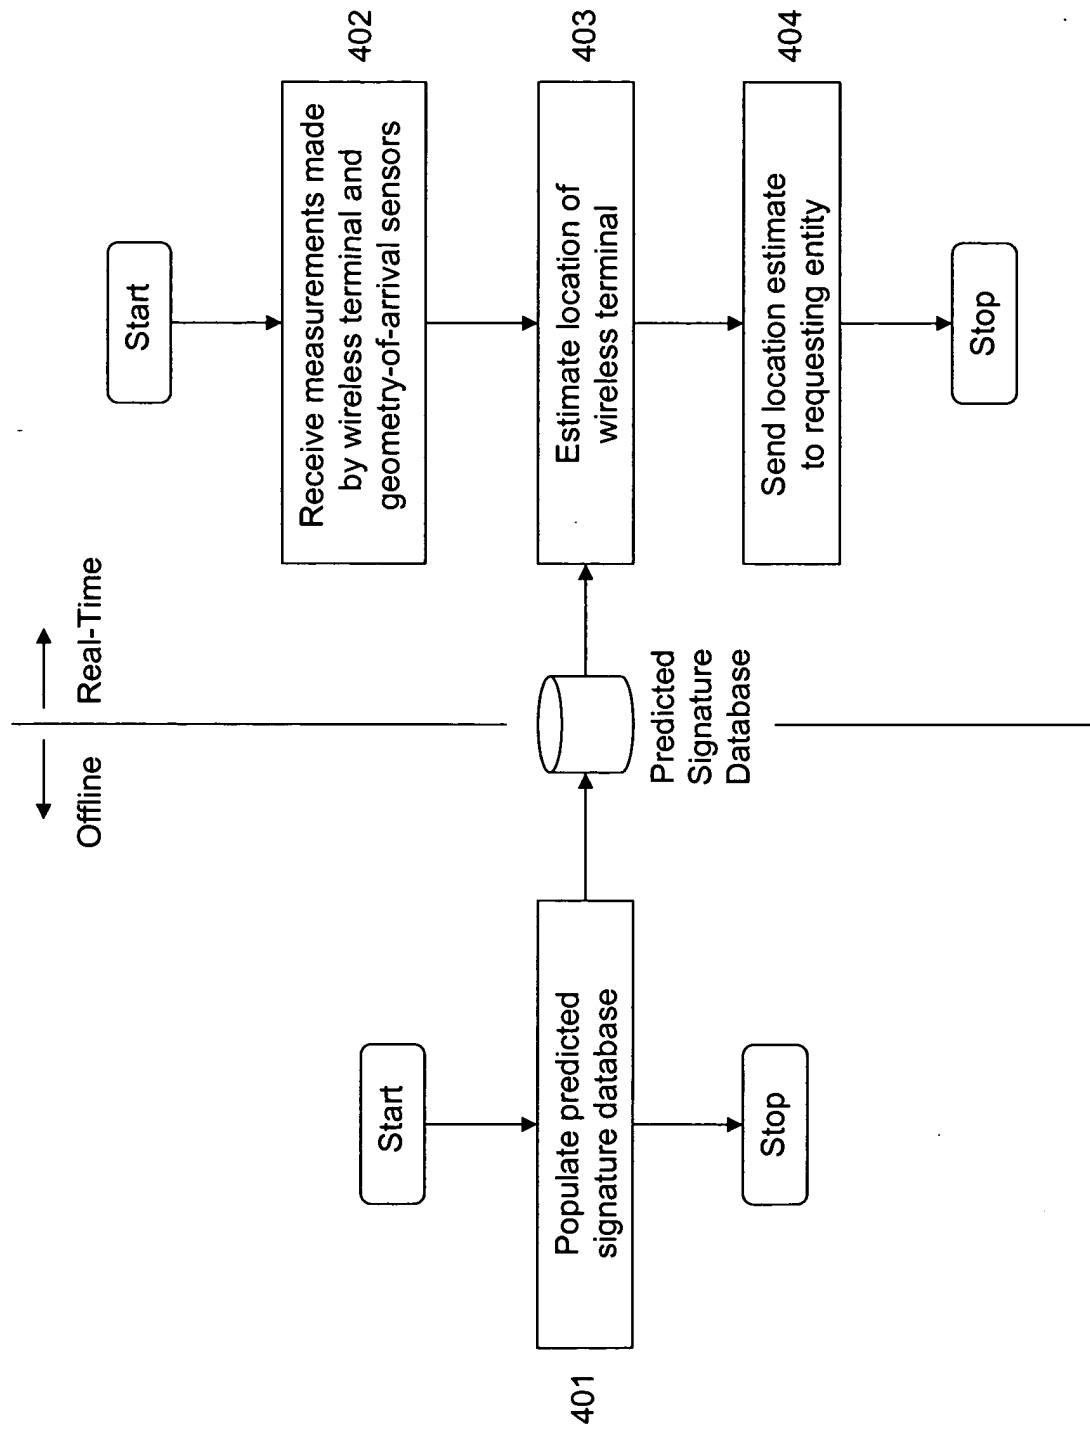 Offline
Real-Time
Start
401
Populate predicted
signature database
Stop
Predicted
Signature
Database
Start
Receive measurements made
by wireless terminal and
geometry-of-arrival sensors
402
Estimate location of
wireless terminal
403
Send location estimate
to requesting entity
404
Stop